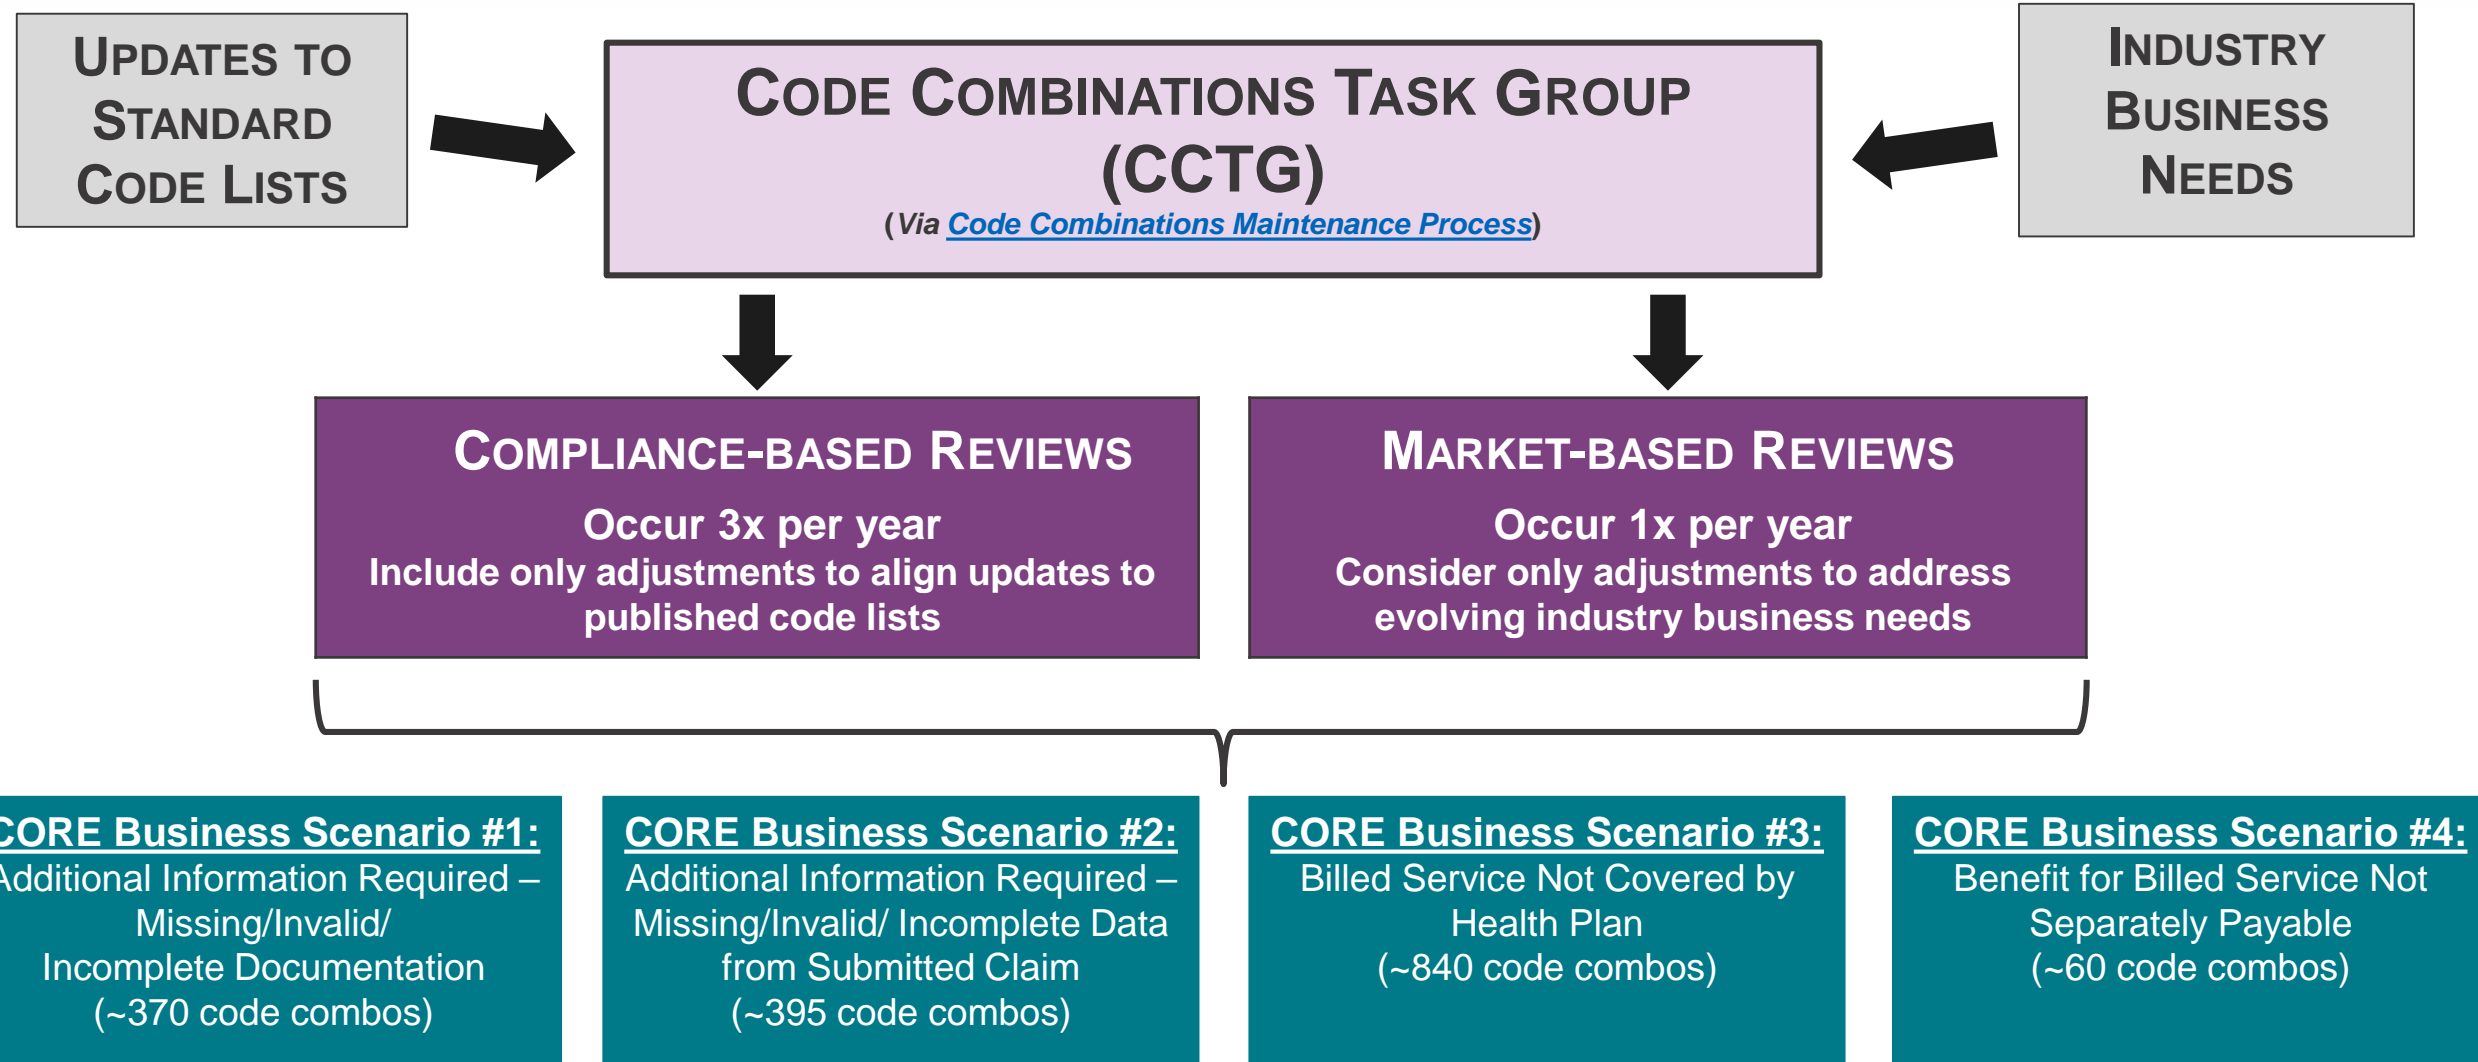 UPDATES TO
STANDARD
CODE LISTS
CODE COMBINATIONS TASK GROUP
(CCTG)
(Via Code Combinations Maintenance Process)
INDUSTRY
BUSINESS
NEEDS
COMPLIANCE-BASED REVIEWS
Occur 3x per year
Include only adjustments to align updates to
published code lists
MARKET-BASED REVIEWS
Occur 1x per year
Consider only adjustments to address
evolving industry business needs
CORE Business Scenario #1:
Additional Information Required –
Missing/Invalid/
Incomplete Documentation
(~370 code combos)
CORE Business Scenario #2:
Additional Information Required –
Missing/Invalid/ Incomplete Data
from Submitted Claim
(~395 code combos)
CORE Business Scenario #3:
Billed Service Not Covered by
Health Plan
(~840 code combos)
CORE Business Scenario #4:
Benefit for Billed Service Not
Separately Payable
(~60 code combos)